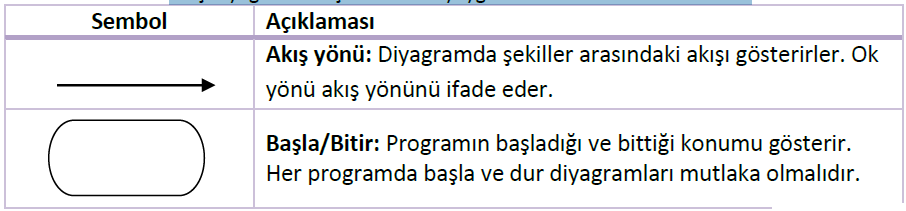 Sembol Açıklaması
Akış yönü: Diyagramda şekiller arasındaki akışı gösterirler. Ok
yönü akış yönünü ifade eder.
Başla/Bitir: Programın başladığı ve bittiği konumu gösterir.
Her programda başla ve dur diyagramları mutlaka olmalıdır.